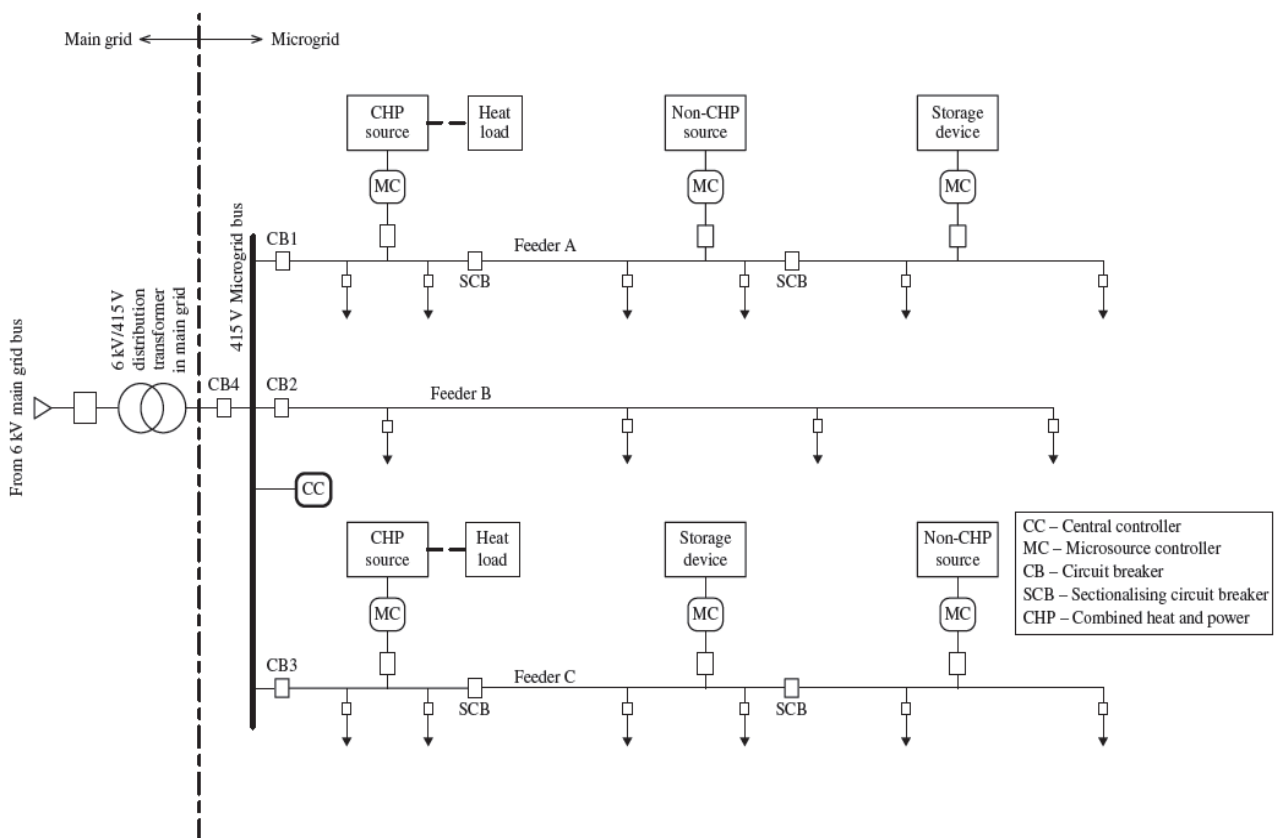 Main grid
Microgrid
CHP
source
Heat
load
Non-CHP
source
Storage
device
MC
MC
MC
CB1
Feeder A
SCB
SCB
415 V Microgrid bus
6 kV/415 V
distribution
transformer
in main grid
From 6 kV main grid bus
CB4
CB2
Feeder B
CC
CHP
source
Heat
load
Storage
device
Non-CHP
source
MC
MC
MC
CB3
Feeder C
SCB
SCB
CC – Central controller
MC – Microsource controller
CB – Circuit breaker
SCB – Sectionalising circuit breaker
CHP – Combined heat and power